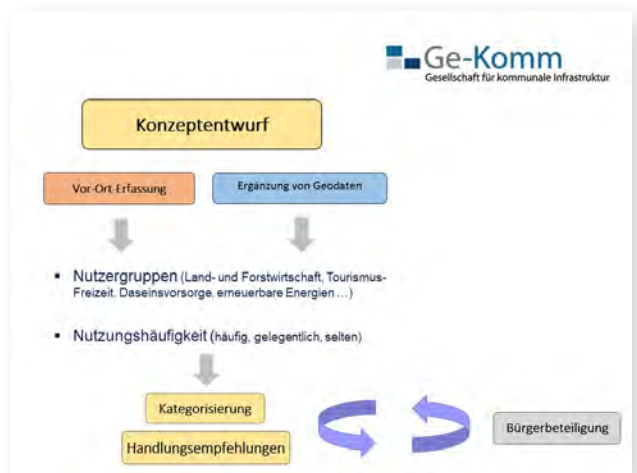 Ge-Komm
Gesellschaft für kommunale Infrastruktur
Konzeptentwurf
Vor-Ort-Erfassung
Ergänzung von Geodaten
▪ Nutzergruppen (Land- und Forstwirtschaft, Tourismus-
Freizeit. Daseinsvorsorge, erneuerbare Energien …)
▪ Nutzungshäufigkeit (häufig, gelegentlich, selten)
Kategorisierung
Handlungsempfehlungen
Bürgerbeteiligung